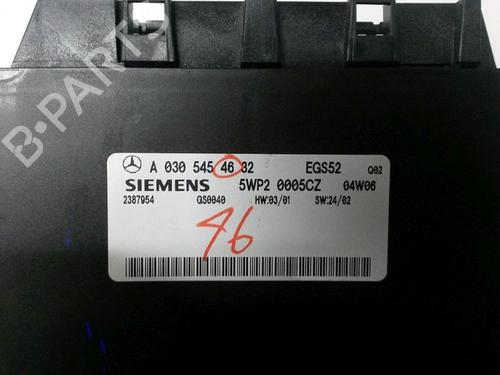 A 030 545 46 32 EGS52 Q02
SIEMENS 5WP2 0005CZ 04W06
2387954 GS0040 HW:03/01 SW:24/02
46
B-PARTS